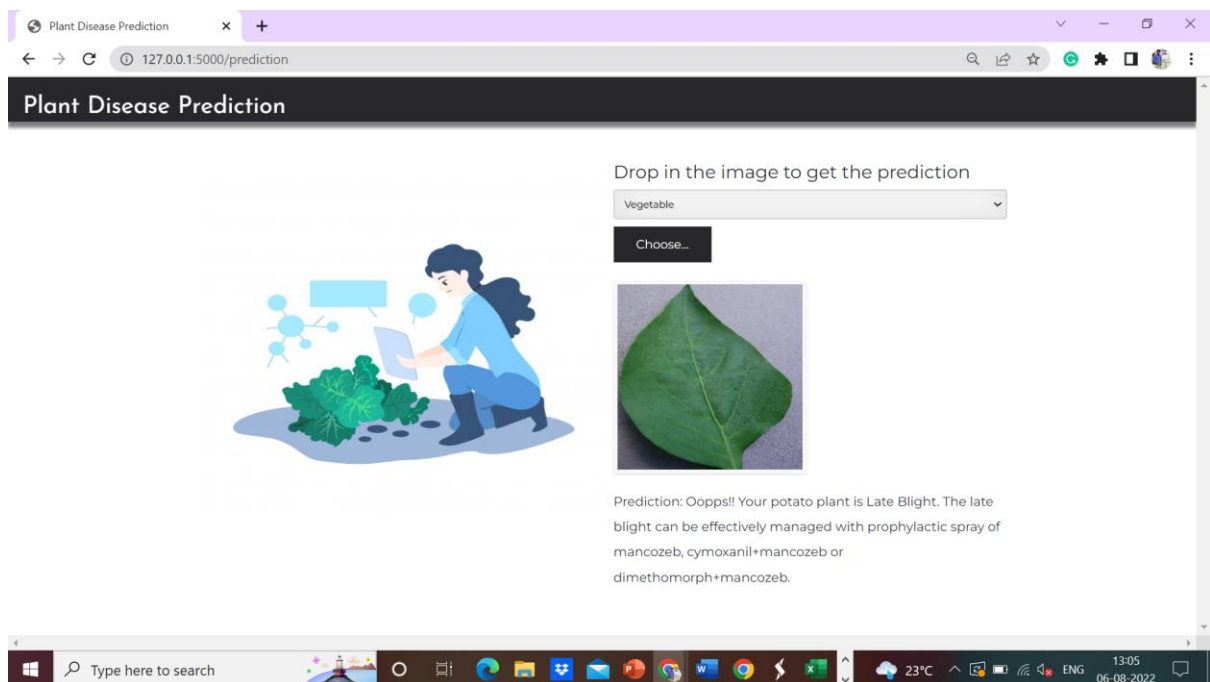 Plant Disease Prediction
127.0.0.1:5000/prediction
Plant Disease Prediction
Drop in the image to get the prediction
Vegetable
Choose...
Prediction: Oopps!! Your potato plant is Late Blight. The late
blight can be effectively managed with prophylactic spray of
mancozeb, cymoxanil+mancozeb or
dimethomorph+mancozeb.
Type here to search
23°C
ENG
13:05
06-08-2022